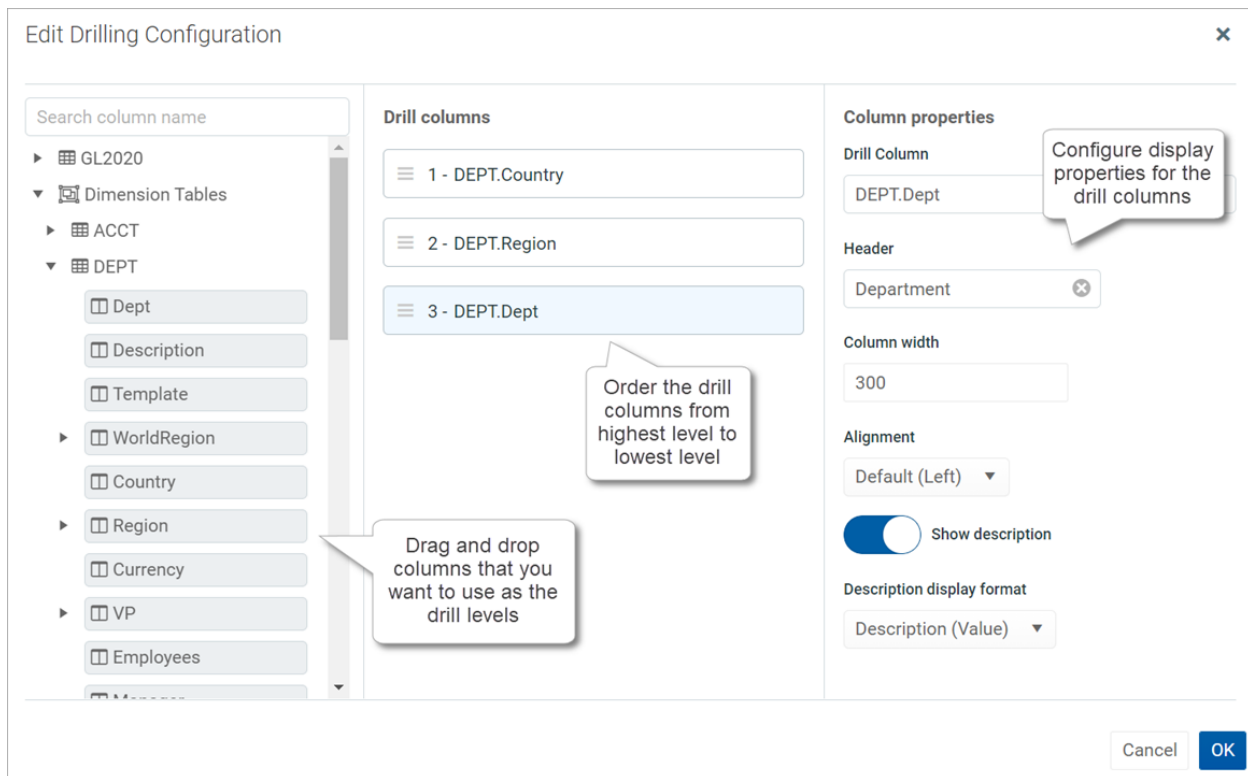 Edit Drilling Configuration
Search column name
GL2020
Dimension Tables
ACCT
DEPT
Dept
Description
Template
WorldRegion
Country
Region
Currency
VP
Employees
Drill columns
1 - DEPT.Country
2 - DEPT.Region
3 - DEPT.Dept
Order the drill
columns from
highest level to
lowest level
Drag and drop
columns that you
want to use as the
drill levels
Column properties
Drill Column
DEPT.Dept
Configure display
properties for the
drill columns
Header
Department
Column width
300
Alignment
Default (Left)
Show description
Description display format
Description (Value)
Cancel
OK